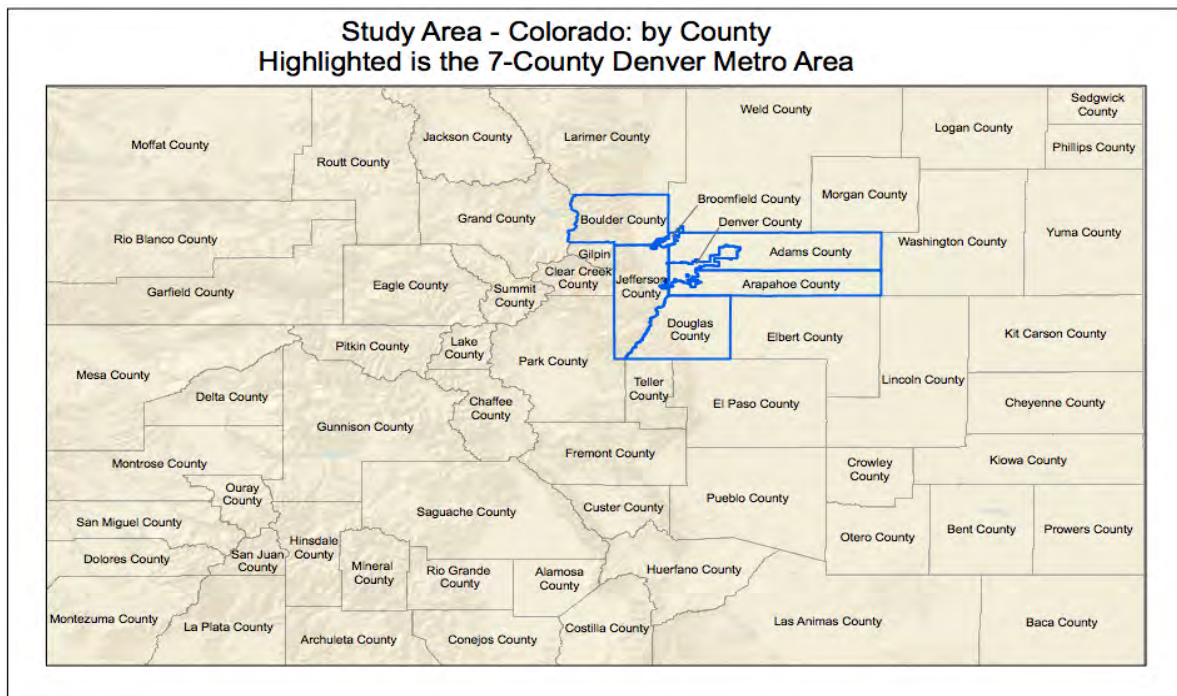 Study Area - Colorado: by County
Highlighted is the 7-County Denver Metro Area
Moffat County
Routt County
Jackson County
Larimer County
Weld County
Logan County
Sedgwick
County
Phillips County
Morgan County
Broomfield County
Denver County
Boulder County
Grand County
Rio Blanco County
Washington County
Yuma County
Adams County
Gilpin
Clear Creek
County
Jefferson
County
Arapahoe County
Garfield County
Eagle County
Summit
County
Douglas
County
Elbert County
Kit Carson County
Pitkin County
Lake
County
Park County
Mesa County
Delta County
Teller
County
Lincoln County
El Paso County
Cheyenne County
Chaffee
County
Gunnison County
Fremont County
Montrose County
Crowley
County
Kiowa County
Ouray
County
Saguache County
Custer County
Pueblo County
San Miguel County
Otero County
Bent County
Prowers County
Hinsdale
County
Dolores County
San Juan
County
Mineral
County
Rio Grande
County
Alamosa
County
Huerfano County
Montezuma County
La Plata County
Archuleta County
Conejos County
Costilla County
Las Animas County
Baca County